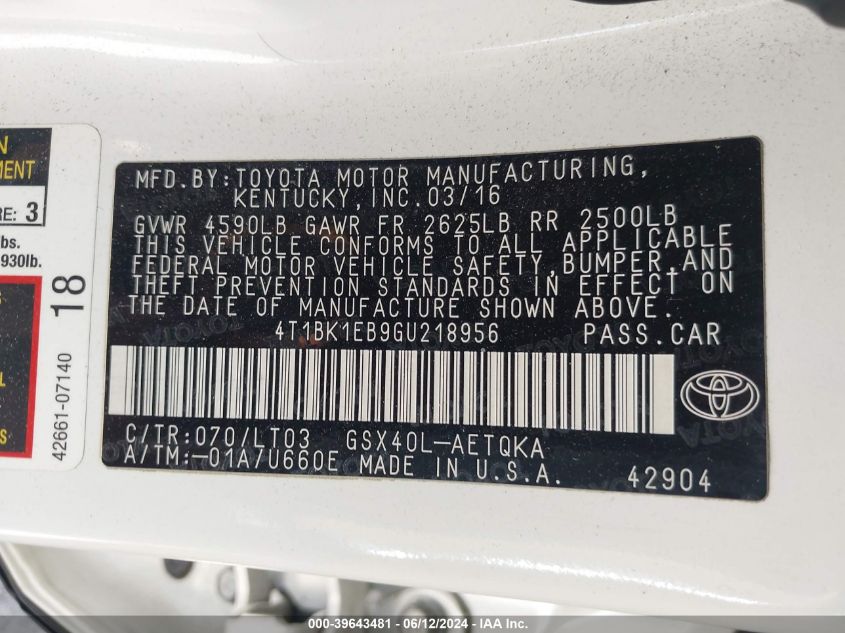 N
MENT
RE: 3
bs.
930lb.
S
L
S
42661-07140 18
MFD.BY:TOYOTA MOTOR MANUFACTURING,
KENTUCKY,INC.03/16
GVWR 4590LB GAWR FR 2625LB RR 2500LB
THIS VEHICLE CONFORMS TO ALL APPLICABLE
FEDERAL MOTOR VEHICLE SAFETY,BUMPER,AND
THEFT PREVENTION STANDARDS IN EFFECT ON
THE DATE OF MANUFACTURE SHOWN ABOVE.
4T1BK1EB9GU218956 PASS.CAR
C/TR:070/LT03 GSX40L-AETQKA
A/TM:-01A7U660E MADE IN U.S.A.
42904
000-39643481 - 06/12/2024 - IAA Inc.